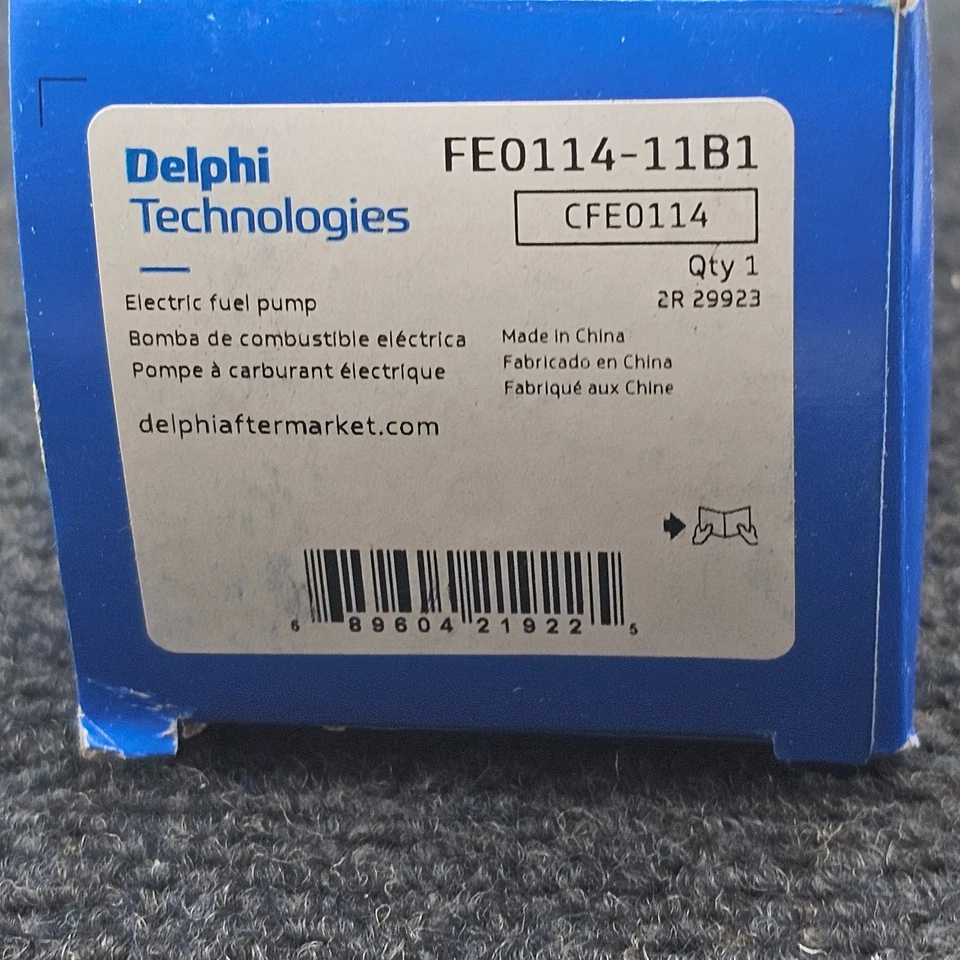 Delphi
Technologies
FE0114-11B1
CFE0114
Qty 1
2R 29923
Electric fuel pump
Bomba de combustible eléctrica
Pompe à carburant électrique
Made in China
Fabricado en China
Fabriqué aux Chine
delphiaftermarket.com
6 89604 21922 5